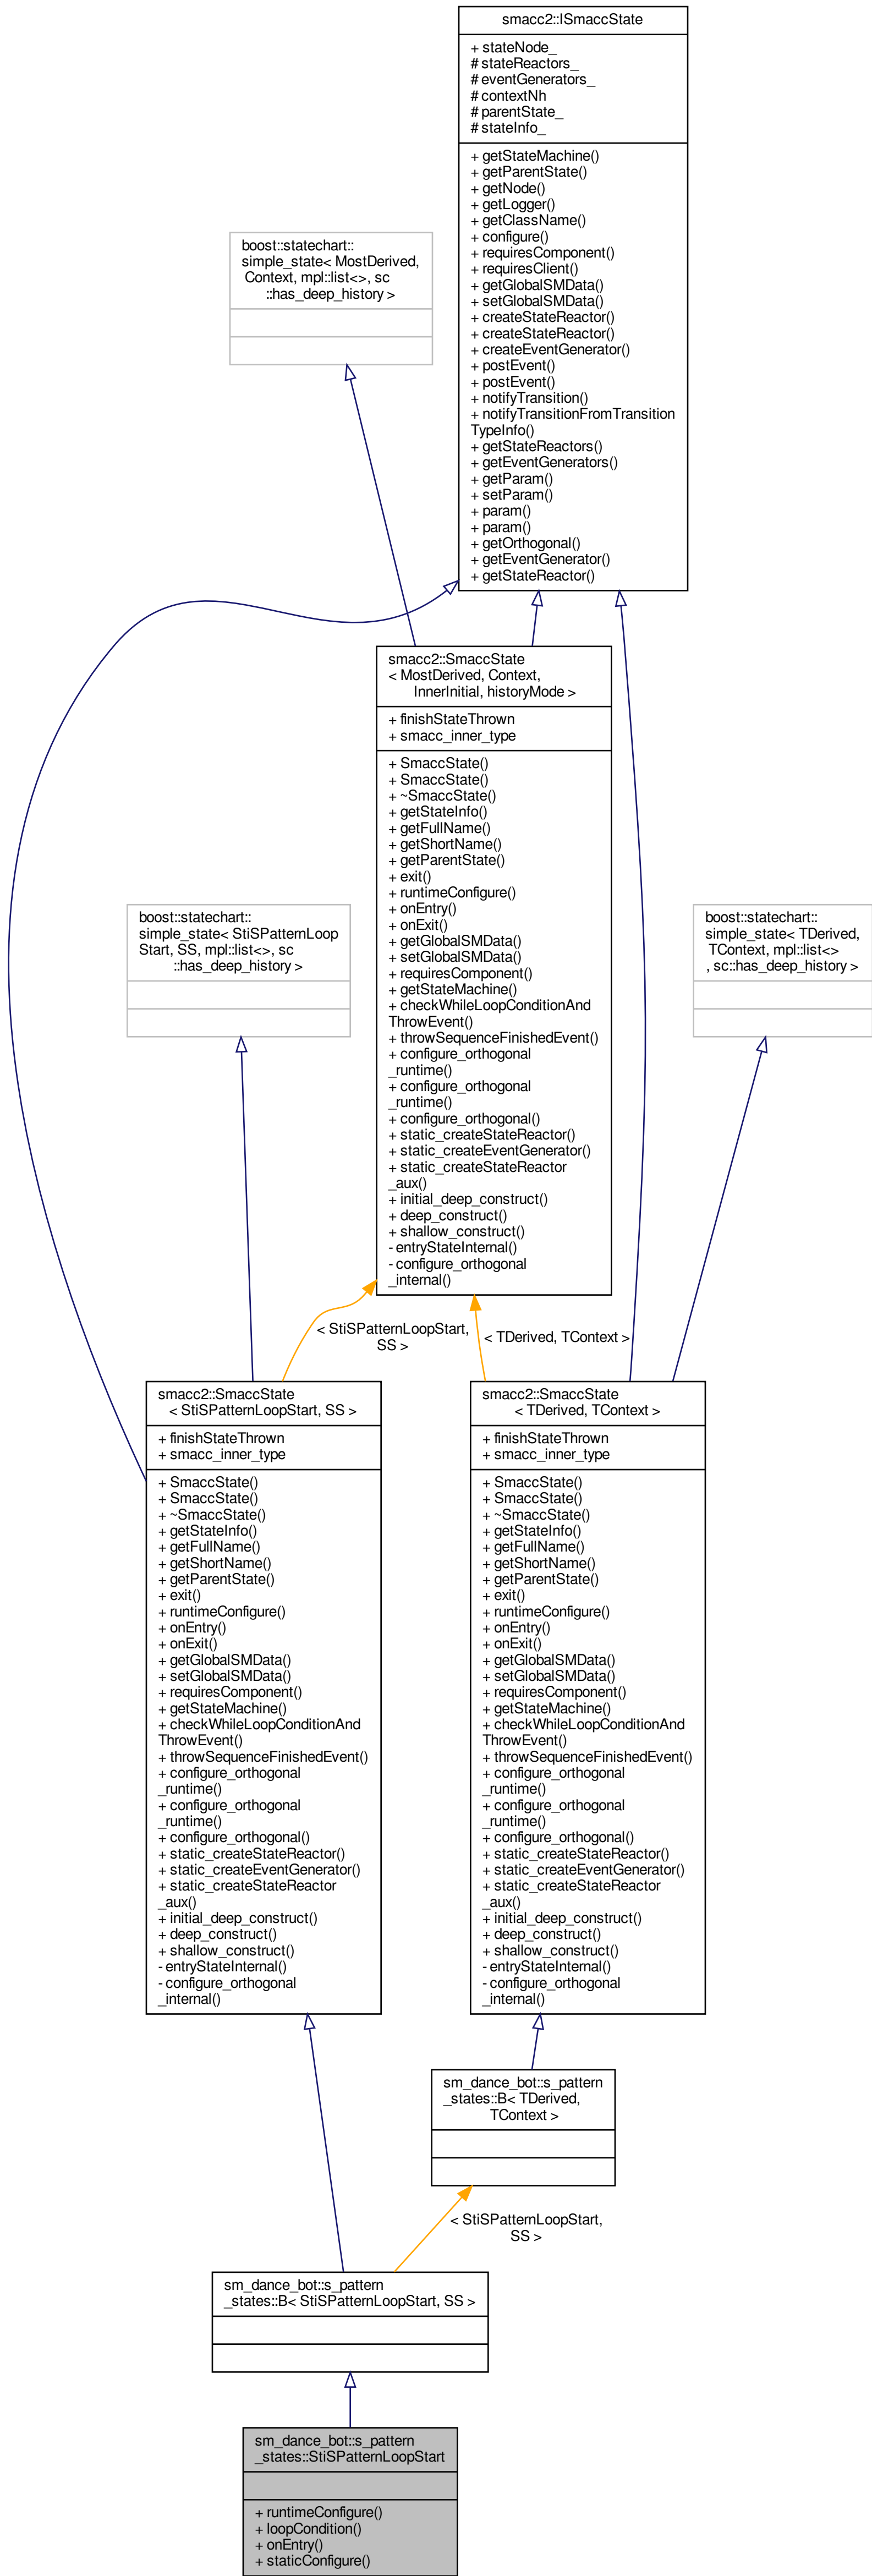 smacc2::ISmaccState
+ stateNode_
# stateReactors_
# eventGenerators_
# contextNh
# parentState_
# stateInfo_
+ getStateMachine()
+ getParentState()
+ getNode()
+ getLogger()
+ getClassName()
+ configure()
+ requiresComponent()
+ requiresClient()
+ getGlobalSMData()
+ setGlobalSMData()
+ createStateReactor()
+ createStateReactor()
+ createEventGenerator()
+ postEvent()
+ postEvent()
+ notifyTransition()
+ notifyTransitionFromTransition
TypeInfo()
+ getStateReactors()
+ getEventGenerators()
+ getParam()
+ setParam()
+ param()
+ param()
+ getOrthogonal()
+ getEventGenerator()
+ getStateReactor()
boost::statechart::
simple_state< MostDerived,
Context, mpl::list<>, sc
::has_deep_history >
smacc2::SmaccState
< MostDerived, Context,
InnerInitial, historyMode >
+ finishStateThrown
+ smacc_inner_type
+ SmaccState()
+ SmaccState()
+ ~SmaccState()
+ getStateInfo()
+ getFullName()
+ getShortName()
+ getParentState()
+ exit()
+ runtimeConfigure()
+ onEntry()
+ onExit()
+ getGlobalSMData()
+ setGlobalSMData()
+ requiresComponent()
+ getStateMachine()
+ checkWhileLoopConditionAnd
ThrowEvent()
+ throwSequenceFinishedEvent()
+ configure_orthogonal
_runtime()
+ configure_orthogonal
_runtime()
+ configure_orthogonal()
+ static_createStateReactor()
+ static_createEventGenerator()
+ static_createStateReactor
_aux()
+ initial_deep_construct()
+ deep_construct()
+ shallow_construct()
- entryStateInternal()
- configure_orthogonal
_internal()
boost::statechart::
simple_state< StiSPatternLoop
Start, SS, mpl::list<>, sc
::has_deep_history >
boost::statechart::
simple_state< TDerived,
TContext, mpl::list<>
, sc::has_deep_history >
< StiSPatternLoopStart,
SS >
< TDerived, TContext >
smacc2::SmaccState
< StiSPatternLoopStart, SS >
+ finishStateThrown
+ smacc_inner_type
+ SmaccState()
+ SmaccState()
+ ~SmaccState()
+ getStateInfo()
+ getFullName()
+ getShortName()
+ getParentState()
+ exit()
+ runtimeConfigure()
+ onEntry()
+ onExit()
+ getGlobalSMData()
+ setGlobalSMData()
+ requiresComponent()
+ getStateMachine()
+ checkWhileLoopConditionAnd
ThrowEvent()
+ throwSequenceFinishedEvent()
+ configure_orthogonal
_runtime()
+ configure_orthogonal
_runtime()
+ configure_orthogonal()
+ static_createStateReactor()
+ static_createEventGenerator()
+ static_createStateReactor
_aux()
+ initial_deep_construct()
+ deep_construct()
+ shallow_construct()
- entryStateInternal()
- configure_orthogonal
_internal()
smacc2::SmaccState
< TDerived, TContext >
+ finishStateThrown
+ smacc_inner_type
+ SmaccState()
+ SmaccState()
+ ~SmaccState()
+ getStateInfo()
+ getFullName()
+ getShortName()
+ getParentState()
+ exit()
+ runtimeConfigure()
+ onEntry()
+ onExit()
+ getGlobalSMData()
+ setGlobalSMData()
+ requiresComponent()
+ getStateMachine()
+ checkWhileLoopConditionAnd
ThrowEvent()
+ throwSequenceFinishedEvent()
+ configure_orthogonal
_runtime()
+ configure_orthogonal
_runtime()
+ configure_orthogonal()
+ static_createStateReactor()
+ static_createEventGenerator()
+ static_createStateReactor
_aux()
+ initial_deep_construct()
+ deep_construct()
+ shallow_construct()
- entryStateInternal()
- configure_orthogonal
_internal()
sm_dance_bot::s_pattern
_states::B< TDerived,
TContext >
< StiSPatternLoopStart,
SS >
sm_dance_bot::s_pattern
_states::B< StiSPatternLoopStart, SS >
sm_dance_bot::s_pattern
_states::StiSPatternLoopStart
+ runtimeConfigure()
+ loopCondition()
+ onEntry()
+ staticConfigure()